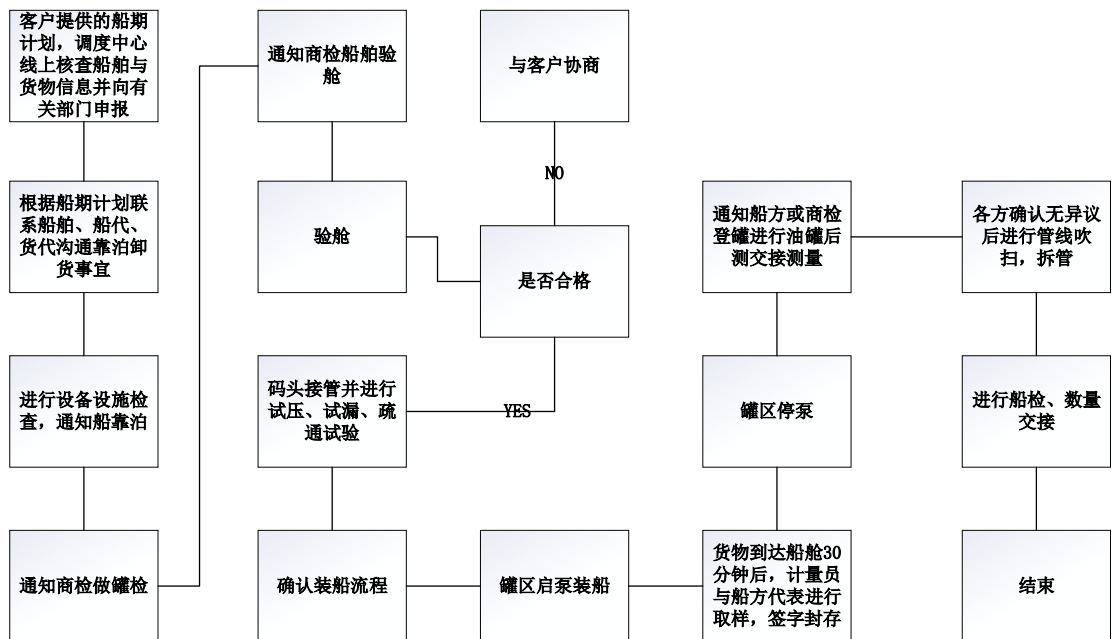 客户提供的船期
计划，调度中心
线上核查船舶与
货物信息并向有
关部门申报
根据船期计划联
系船舶、船代、
货代沟通靠泊卸
货事宜
进行设备设施检
查，通知船靠泊
通知商检做罐检
通知商检船舶验
舱
验舱
与客户协商
NO
是否合格
YES
码头接管并进行
试压、试漏、疏
通试验
确认装船流程
罐区启泵装船
货物到达船舱30
分钟后，计量员
与船方代表进行
取样，签字封存
罐区停泵
通知船方或商检
登罐进行油罐后
测交接测量
各方确认无异议
后进行管线吹
扫，拆管
进行船检、数量
交接
结束